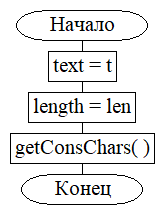 Начало
text = t
length = len
getConsChars( )
Конец